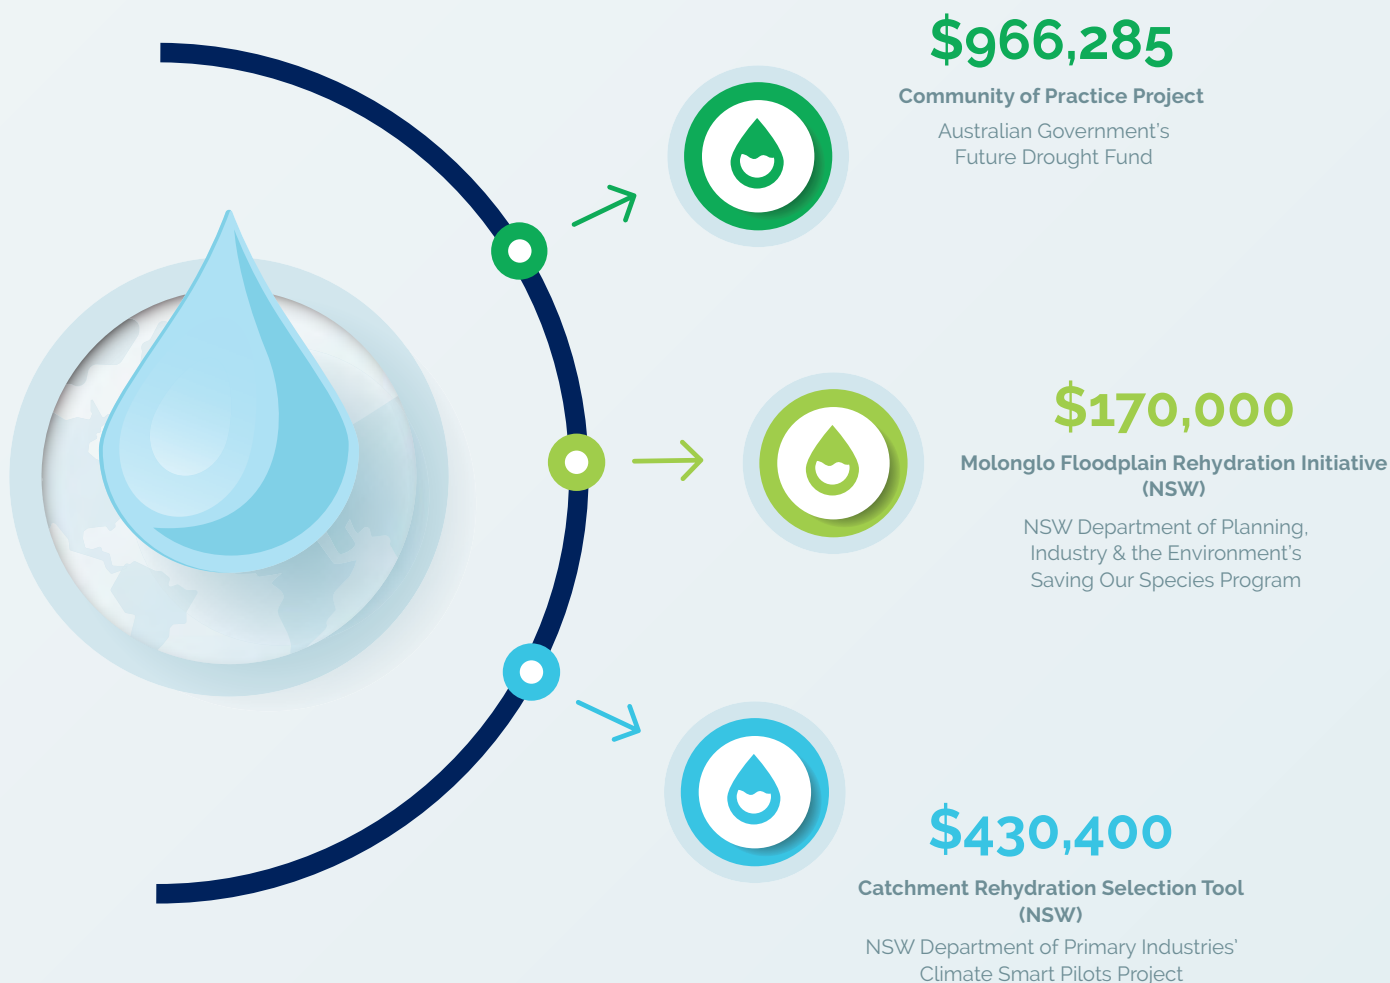 $966,285
Community of Practice Project
Australian Government's
Future Drought Fund
$170,000
Molonglo Floodplain Rehydration Initiative
(NSW)
NSW Department of Planning,
Industry & the Environment's
Saving Our Species Program
$430,400
Catchment Rehydration Selection Tool
(NSW)
NSW Department of Primary Industries'
Climate Smart Pilots Project